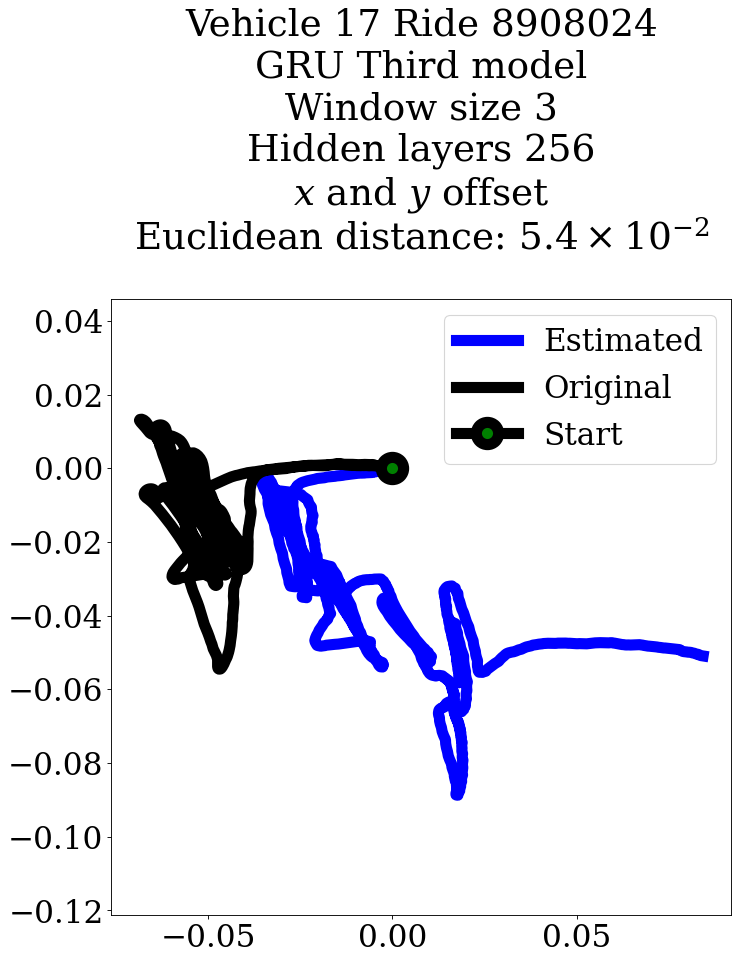 Vehicle 17 Ride 8908024
GRU Third model
Window size 3
Hidden layers 256
x and y offset
Euclidean distance: 5.4 × 10⁻²
Estimated
Original
Start
0.04
0.02
0.00
−0.02
−0.04
−0.06
−0.08
−0.10
−0.12
−0.05 0.00 0.05